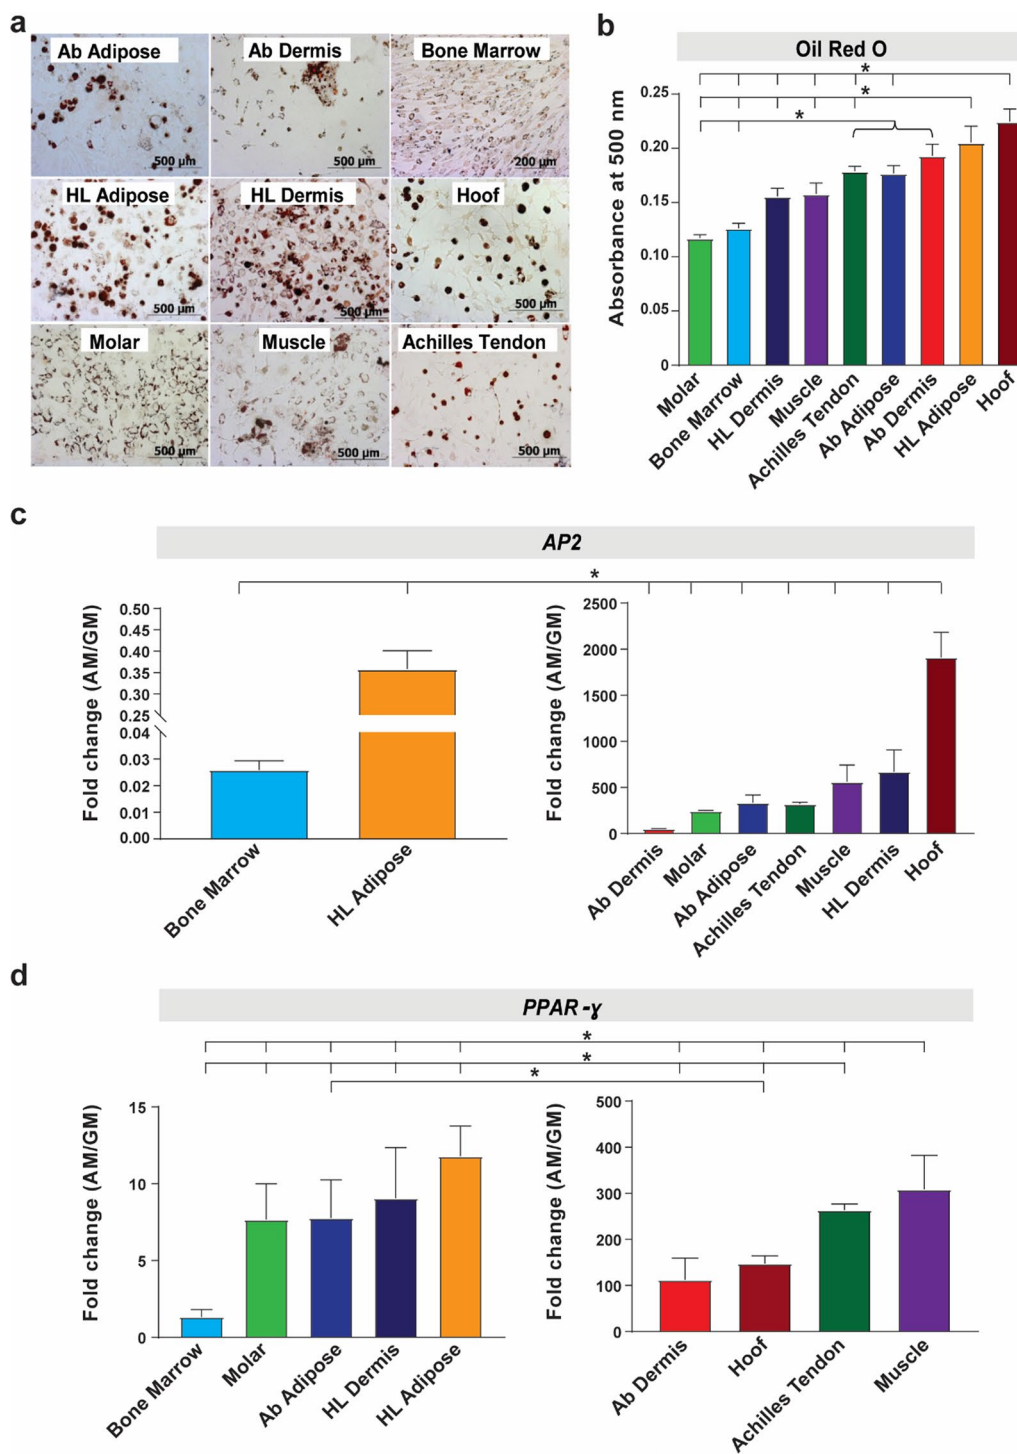 a
Ab Adipose
Ab Dermis
Bone Marrow
500 µm
500 µm
200 µm
HL Adipose
HL Dermis
Hoof
500 µm
500 µm
500 µm
Molar
Muscle
Achilles Tendon
500 µm
500 µm
500 µm
b
Oil Red O
*
*
*
Absorbance at 500 nm
0.25
0.20
0.15
0.10
0.05
0
Molar
Bone Marrow
HL Dermis
Muscle
Achilles Tendon
Ab Adipose
Ab Dermis
HL Adipose
Hoof
c
AP2
*
Fold change (AM/GM)
0.50
0.45
0.40
0.35
0.30
0.25
0.04
0.03
0.02
0.01
0.00
Bone Marrow
HL Adipose
Fold change (AM/GM)
2500
2000
1500
1000
500
0
Ab Dermis
Molar
Ab Adipose
Achilles Tendon
Muscle
HL Dermis
Hoof
d
PPAR-ɣ
*
*
*
Fold change (AM/GM)
15
10
5
0
Bone Marrow
Molar
Ab Adipose
HL Dermis
HL Adipose
Fold change (AM/GM)
500
400
300
200
100
0
Ab Dermis
Hoof
Achilles Tendon
Muscle